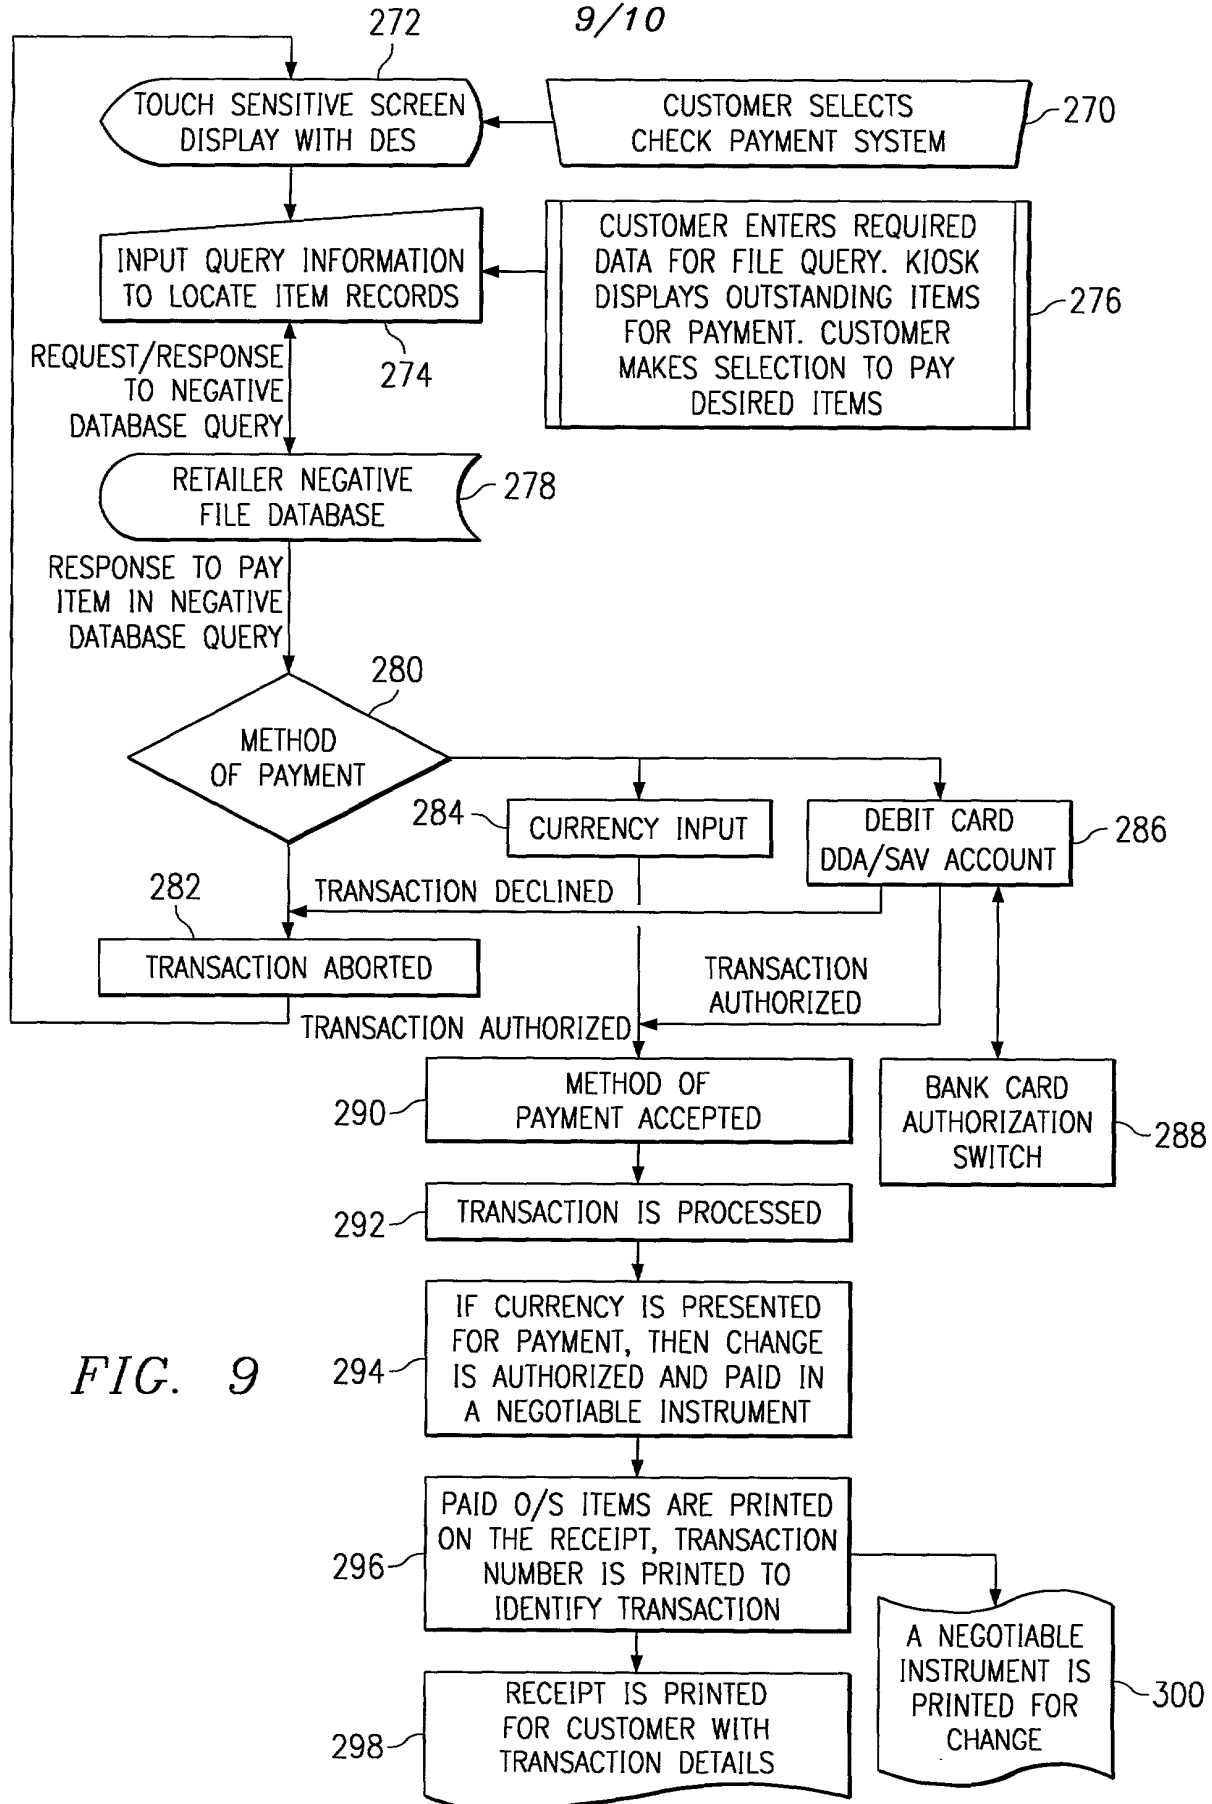 9/10
272
TOUCH SENSITIVE SCREEN
DISPLAY WITH DES
CUSTOMER SELECTS
CHECK PAYMENT SYSTEM
270
INPUT QUERY INFORMATION
TO LOCATE ITEM RECORDS
274
CUSTOMER ENTERS REQUIRED
DATA FOR FILE QUERY. KIOSK
DISPLAYS OUTSTANDING ITEMS
FOR PAYMENT. CUSTOMER
MAKES SELECTION TO PAY
DESIRED ITEMS
276
REQUEST/RESPONSE
TO NEGATIVE
DATABASE QUERY
RETAILER NEGATIVE
FILE DATABASE
278
RESPONSE TO PAY
ITEM IN NEGATIVE
DATABASE QUERY
280
METHOD
OF PAYMENT
284
CURRENCY INPUT
DEBIT CARD
DDA/SAV ACCOUNT
286
TRANSACTION DECLINED
282
TRANSACTION ABORTED
TRANSACTION
AUTHORIZED
TRANSACTION AUTHORIZED
METHOD OF
PAYMENT ACCEPTED
290
BANK CARD
AUTHORIZATION
SWITCH
288
TRANSACTION IS PROCESSED
292
IF CURRENCY IS PRESENTED
FOR PAYMENT, THEN CHANGE
IS AUTHORIZED AND PAID IN
A NEGOTIABLE INSTRUMENT
294
FIG. 9
PAID O/S ITEMS ARE PRINTED
ON THE RECEIPT, TRANSACTION
NUMBER IS PRINTED TO
IDENTIFY TRANSACTION
296
A NEGOTIABLE
INSTRUMENT IS
PRINTED FOR
CHANGE
300
RECEIPT IS PRINTED
FOR CUSTOMER WITH
TRANSACTION DETAILS
298